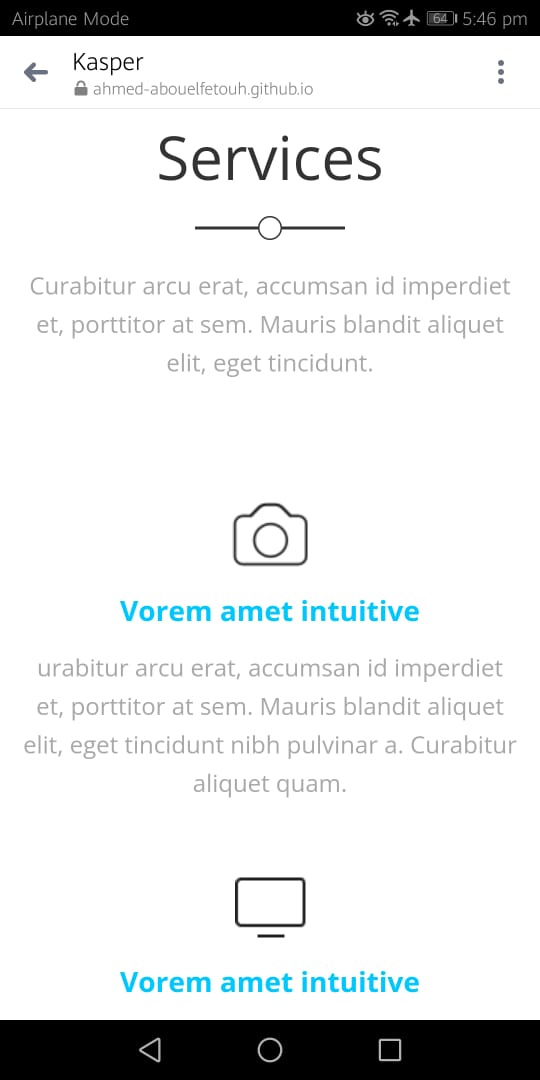 Airplane Mode 64 5:46 pm
Kasper
ahmed-abouelfetouh.github.io
Services
Curabitur arcu erat, accumsan id imperdiet
et, porttitor at sem. Mauris blandit aliquet
elit, eget tincidunt.
Vorem amet intuitive
urabitur arcu erat, accumsan id imperdiet
et, porttitor at sem. Mauris blandit aliquet
elit, eget tincidunt nibh pulvinar a. Curabitur
aliquet quam.
Vorem amet intuitive